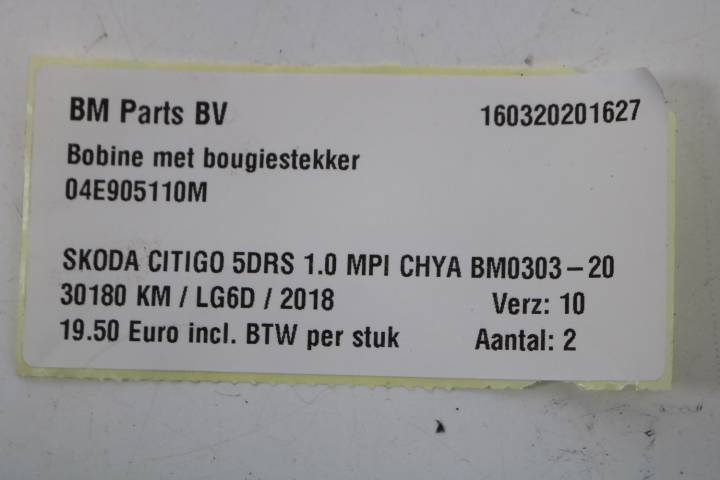 BM Parts BV 160320201627
Bobine met bougiestekker
04E905110M
SKODA CITIGO 5DRS 1.0 MPI CHYA BM0303-20
30180 KM / LG6D / 2018 Verz: 10
19.50 Euro incl. BTW per stuk Aantal: 2